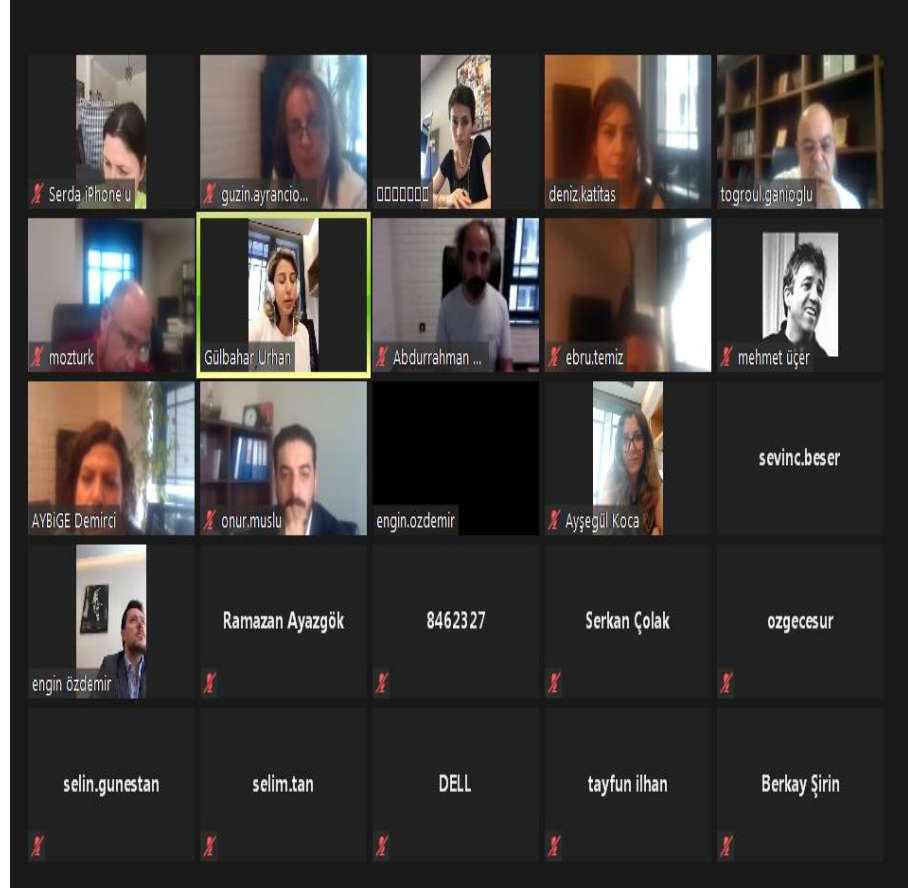 Serda iPhone'u
guzin.ayrancio...
deniz.katitas
togroul.ganioglu
mozturk
Gülbahar_Urhan
Abdurrahman ...
ebru.temiz
mehmet üçer
AYBiGE Demirci
onur.muslu
engin.ozdemir
Ayşegül Koca
sevinc.beser
engin özdemir
Ramazan Ayazgök
8462327
Serkan Çolak
ozgecesur
selin.gunestan
selim.tan
DELL
tayfun ilhan
Berkay Şirin